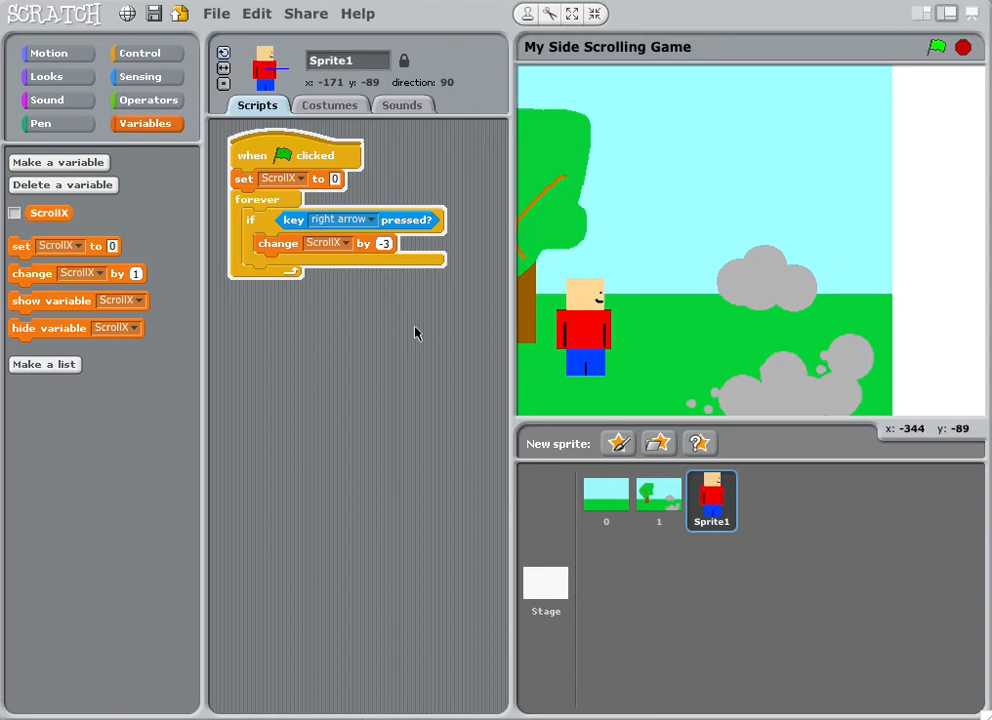 SCRATCH File Edit Share Help
Motion Control
Looks Sensing
Sound Operators
Pen Variables
Make a variable
Delete a variable
ScrollX
set ScrollX to 0
change ScrollX by 1
show variable ScrollX
hide variable ScrollX
Make a list
Sprite1
x: -171 y: -89 direction: 90
Scripts Costumes Sounds
when clicked
set ScrollX to 0
forever
if key right arrow pressed?
change ScrollX by -3
My Side Scrolling Game
x: -344 y: -89
New sprite:
0 1 Sprite1
Stage